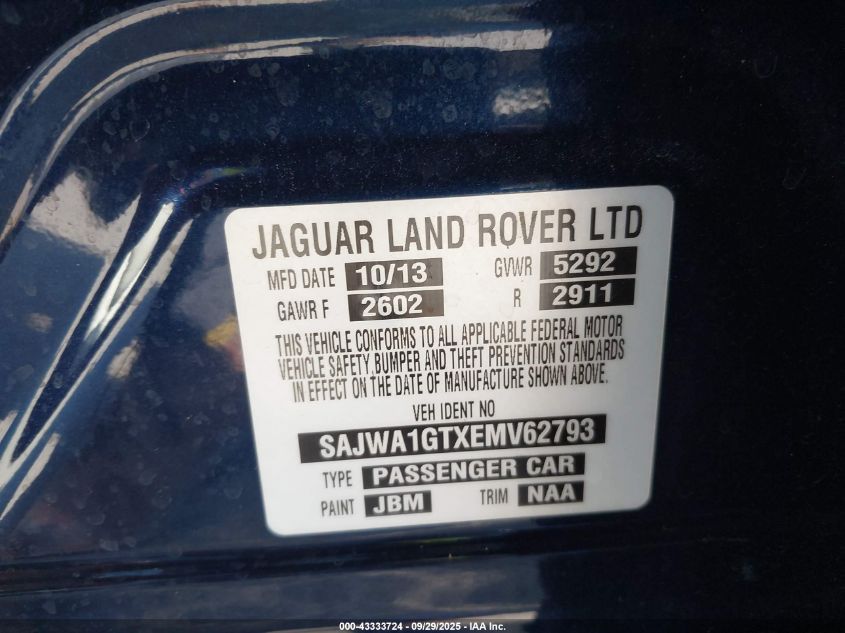 JAGUAR LAND ROVER LTD
MFD DATE 10/13 GVWR 5292
GAWR F 2602 R 2911
THIS VEHICLE CONFORMS TO ALL APPLICABLE FEDERAL MOTOR
VEHICLE SAFETY, BUMPER AND THEFT PREVENTION STANDARDS
IN EFFECT ON THE DATE OF MANUFACTURE SHOWN ABOVE.
VEH IDENT NO
SAJWA1GTXEMV62793
TYPE PASSENGER CAR
PAINT JBM TRIM NAA
000-43333724 - 09/29/2025 - IAA Inc.